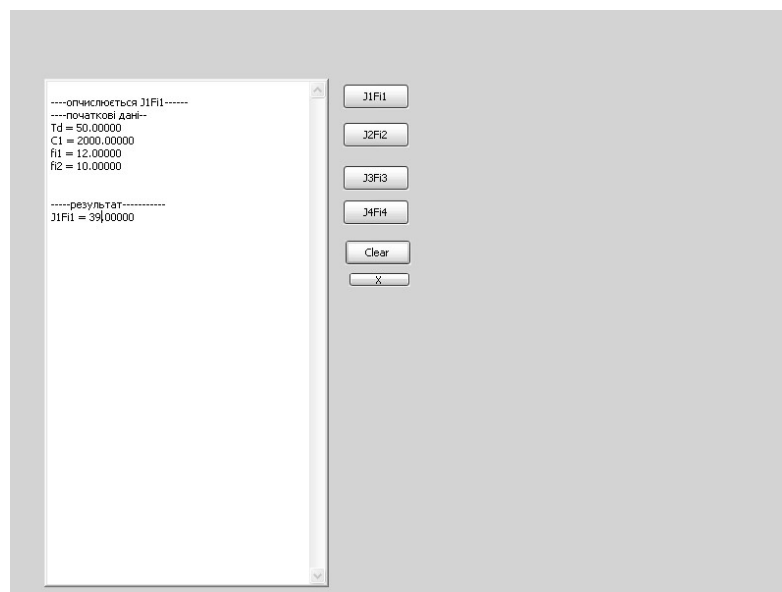 ----опчислюється J1Fi1------
----початкові дані--
Td = 50.00000
C1 = 2000.00000
fi1 = 12.00000
fi2 = 10.00000
-----результат-----------
J1Fi1 = 39.00000
J1Fi1
J2Fi2
J3Fi3
J4Fi4
Clear
X